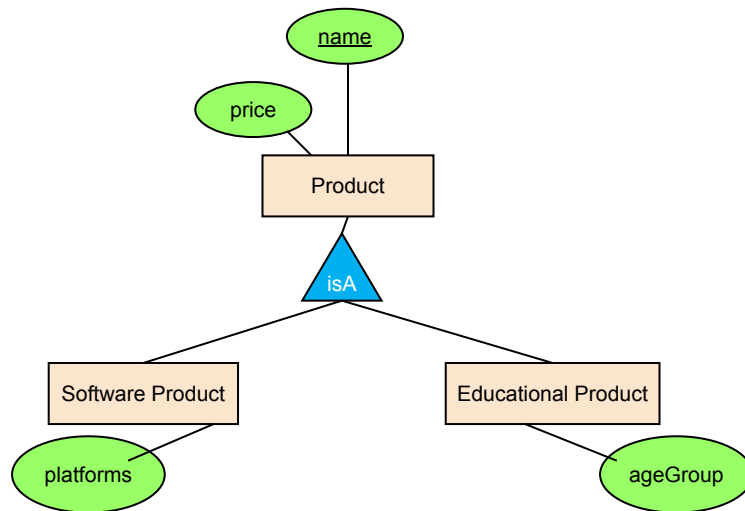 name
price
Product
isA
Software Product
Educational Product
platforms
ageGroup